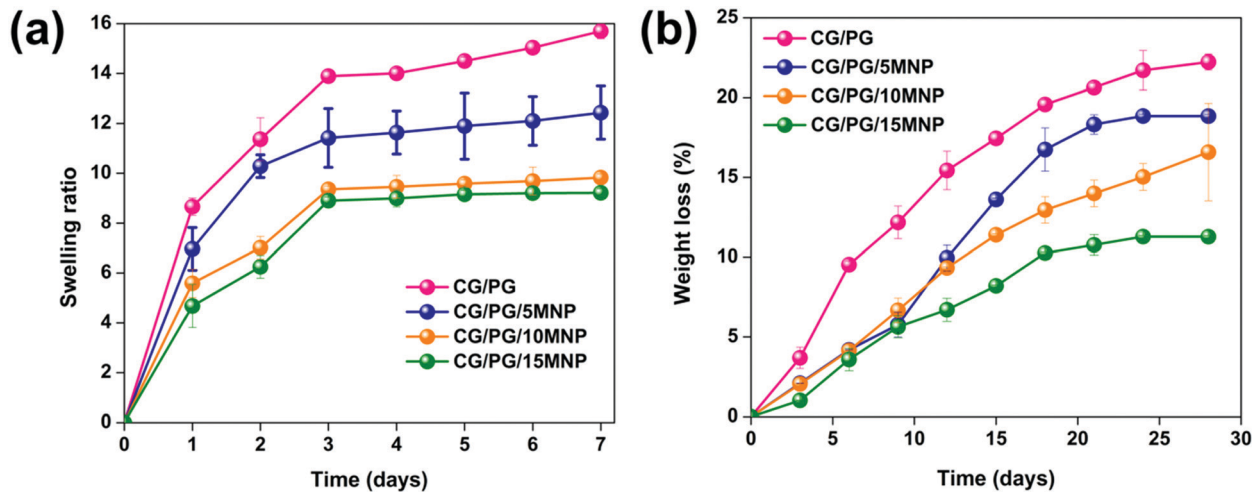 (a)
16
14
12
10
8
6
4
2
0
Swelling ratio
0 1 2 3 4 5 6 7
Time (days)
CG/PG
CG/PG/5MNP
CG/PG/10MNP
CG/PG/15MNP
(b)
25
20
15
10
5
0
Weight loss (%)
0 5 10 15 20 25 30
Time (days)
CG/PG
CG/PG/5MNP
CG/PG/10MNP
CG/PG/15MNP